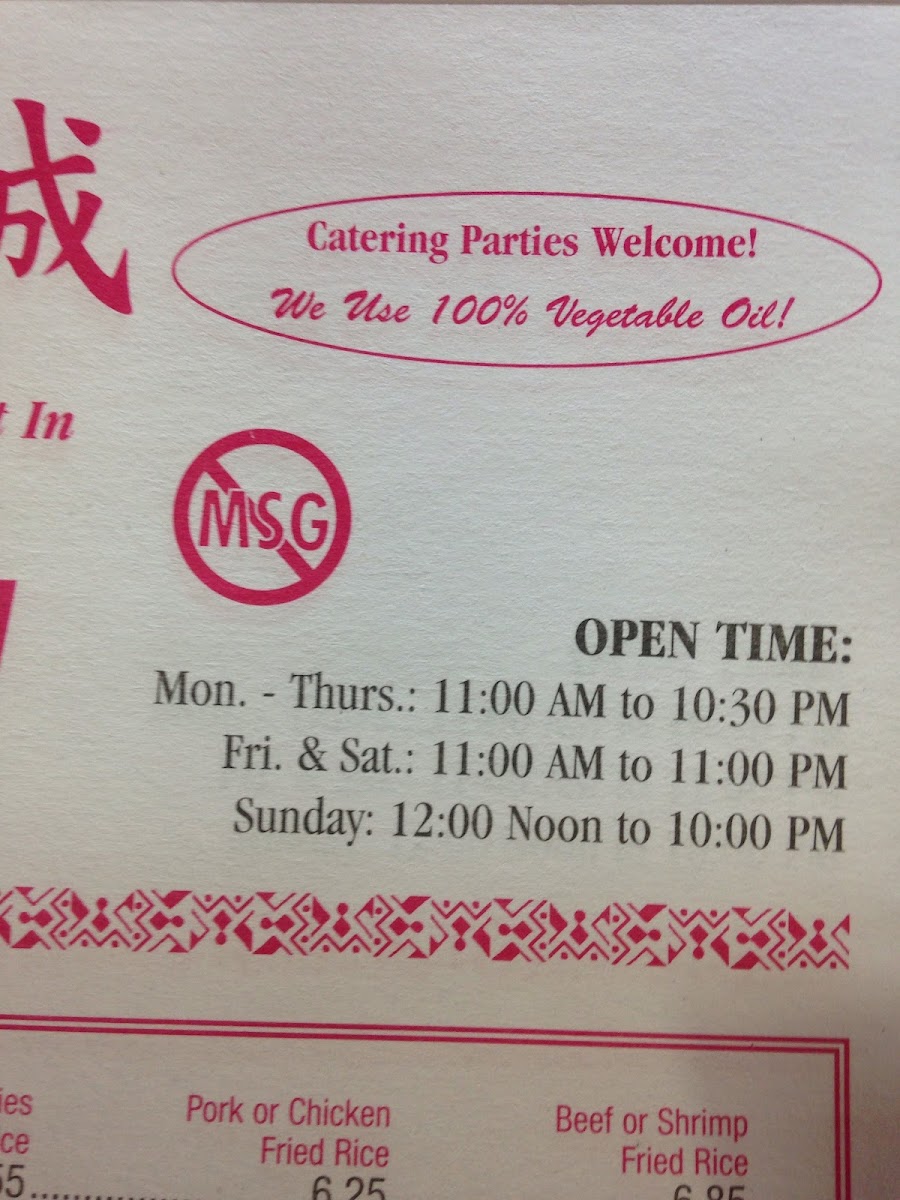 成
Catering Parties Welcome!
We Use 100% Vegetable Oil!
In
MSG
OPEN TIME:
Mon. - Thurs.: 11:00 AM to 10:30 PM
Fri. & Sat.: 11:00 AM to 11:00 PM
Sunday: 12:00 Noon to 10:00 PM
Pork or Chicken Beef or Shrimp
Fried Rice Fried Rice
6.25 6.85